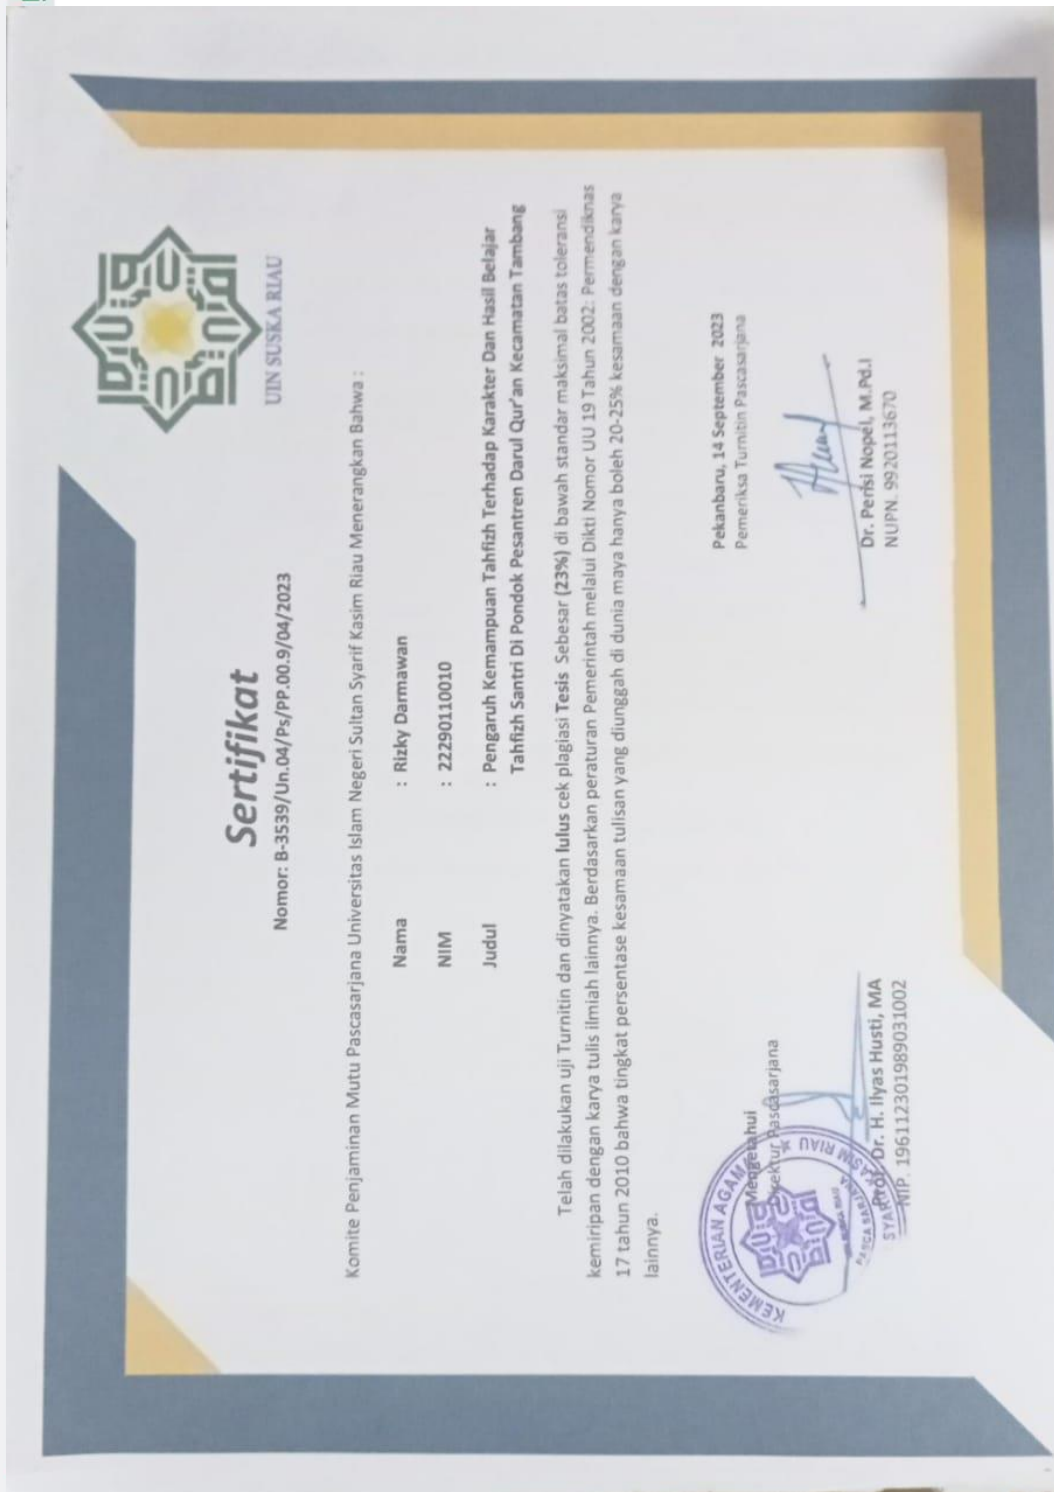 UIN SUSKA RIAU
Sertifikat
Nomor: B-3539/Un.04/Ps/PP.00.9/04/2023
Komite Penjaminan Mutu Pascasarjana Universitas Islam Negeri Sultan Syarif Kasim Riau Menerangkan Bahwa :
Nama : Rizky Darmawan
NIM : 22290110010
Judul : Pengaruh Kemampuan Tahfizh Terhadap Karakter Dan Hasil Belajar
Tahfizh Santri Di Pondok Pesantren Darul Qur'an Kecamatan Tambang
Telah dilakukan uji Turnitin dan dinyatakan lulus cek plagiasi Tesis Sebesar (23%) di bawah standar maksimal batas toleransi
kemiripan dengan karya tulis ilmiah lainnya. Berdasarkan peraturan Pemerintah melalui Dikti Nomor UU 19 Tahun 2002: Permendiknas
17 tahun 2010 bahwa tingkat persentase kesamaan tulisan yang diunggah di dunia maya hanya boleh 20-25% kesamaan dengan karya
lainnya.
Mengetahui
Direktur Pascasarjana
KEMENTERIAN AGAMA
PASCA SARJANA
Prof. Dr. H. Ilyas Husti, MA
NIP. 196112301989031002
Pekanbaru, 14 September 2023
Pemeriksa Turnitin Pascasarjana
Dr. Perisi Nopel, M.Pd.I
NUPN. 9920113670